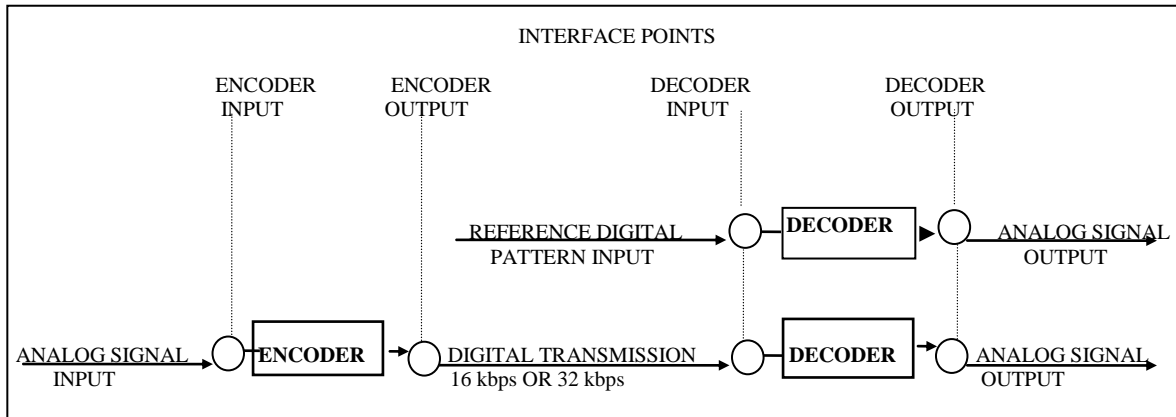 INTERFACE POINTS
ENCODER ENCODER DECODER DECODER
INPUT OUTPUT INPUT OUTPUT
DECODER
REFERENCE DIGITAL ANALOG SIGNAL
PATTERN INPUT OUTPUT
ANALOG SIGNAL ENCODER DIGITAL TRANSMISSION DECODER ANALOG SIGNAL
INPUT 16 kbps OR 32 kbps OUTPUT